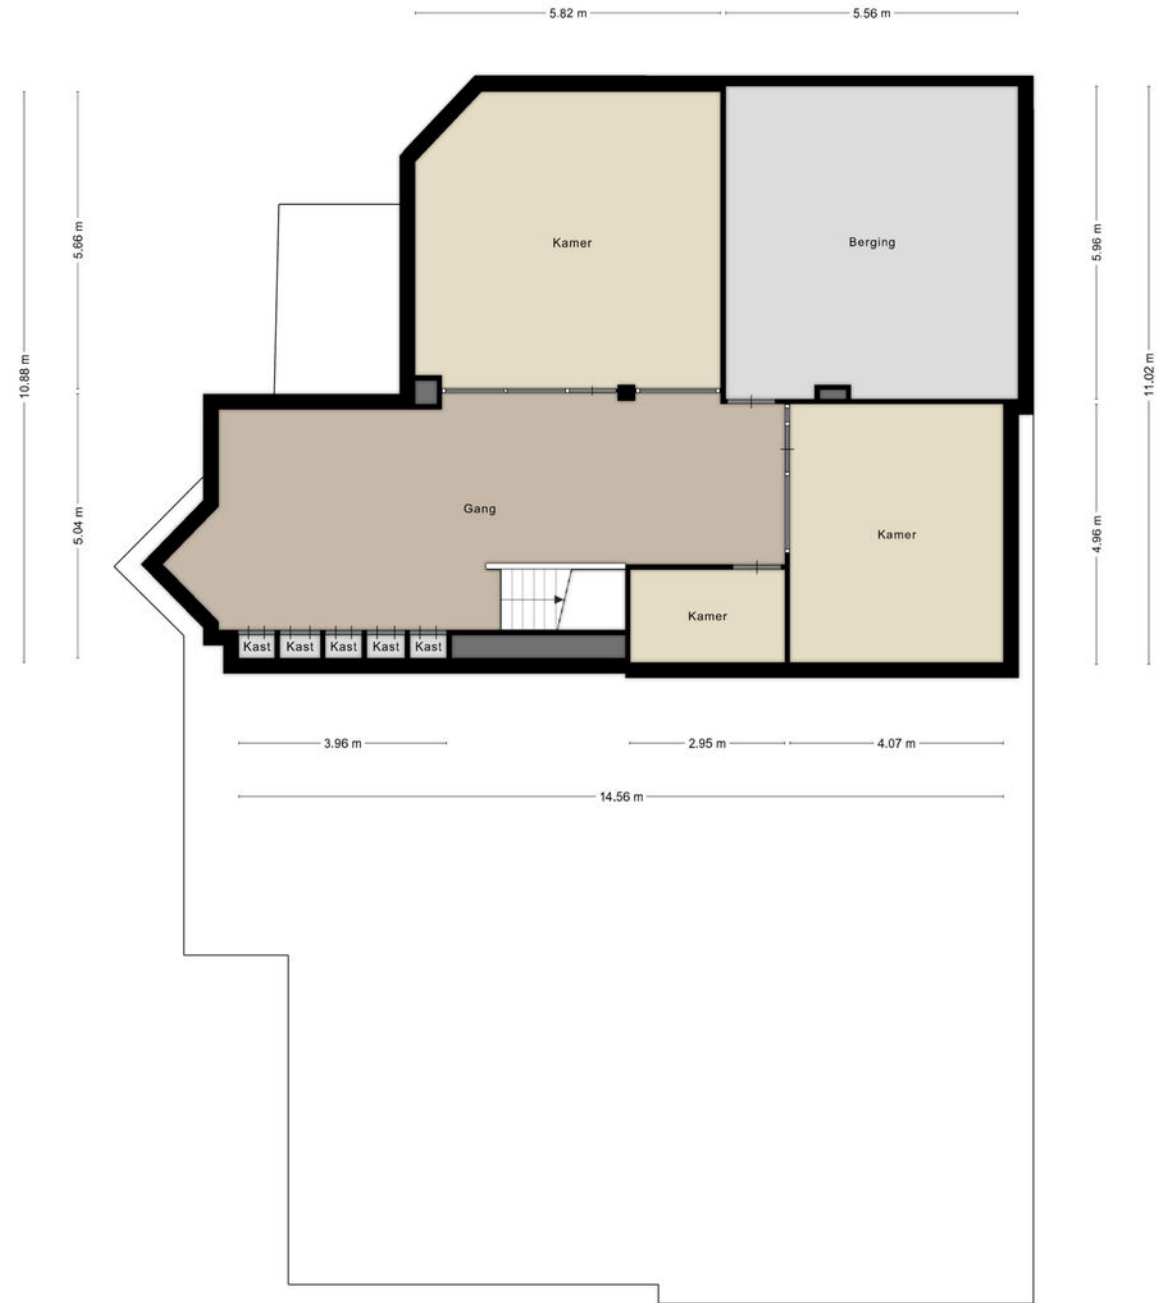 5.82 m
5.56 m
5.66 m
10.88 m
5.04 m
5.96 m
11.02 m
4.96 m
Kamer
Berging
Gang
Kamer
Kamer
Kast Kast Kast Kast Kast
3.96 m
2.95 m
4.07 m
14.56 m